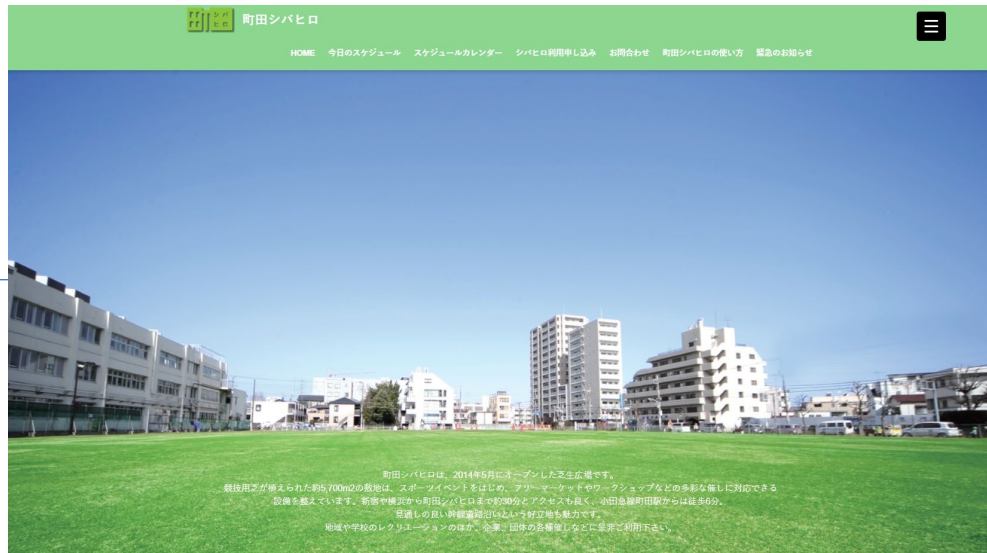 町田
シバ
ヒロ
町田シバヒロ
HOME 今日のスケジュール スケジュールカレンダー シバヒロ利用申し込み お問合わせ 町田シバヒロの使い方 緊急のお知らせ
町田シバヒロは、2014年5月にオープンした芝生広場です。
競技用芝が植えられた約5,700m2の敷地は、スポーツイベントをはじめ、フリーマーケットやワークショップなどの多彩な催しに対応できる
設備を整えています。新宿や横浜から町田シバヒロまで約30分とアクセスも良く、小田急線町田駅からは徒歩6分。
見通しの良い幹線道路沿いという好立地も魅力です。
地域や学校のレクリエーションのほか、企業、団体の各種催しなどに是非ご利用下さい。